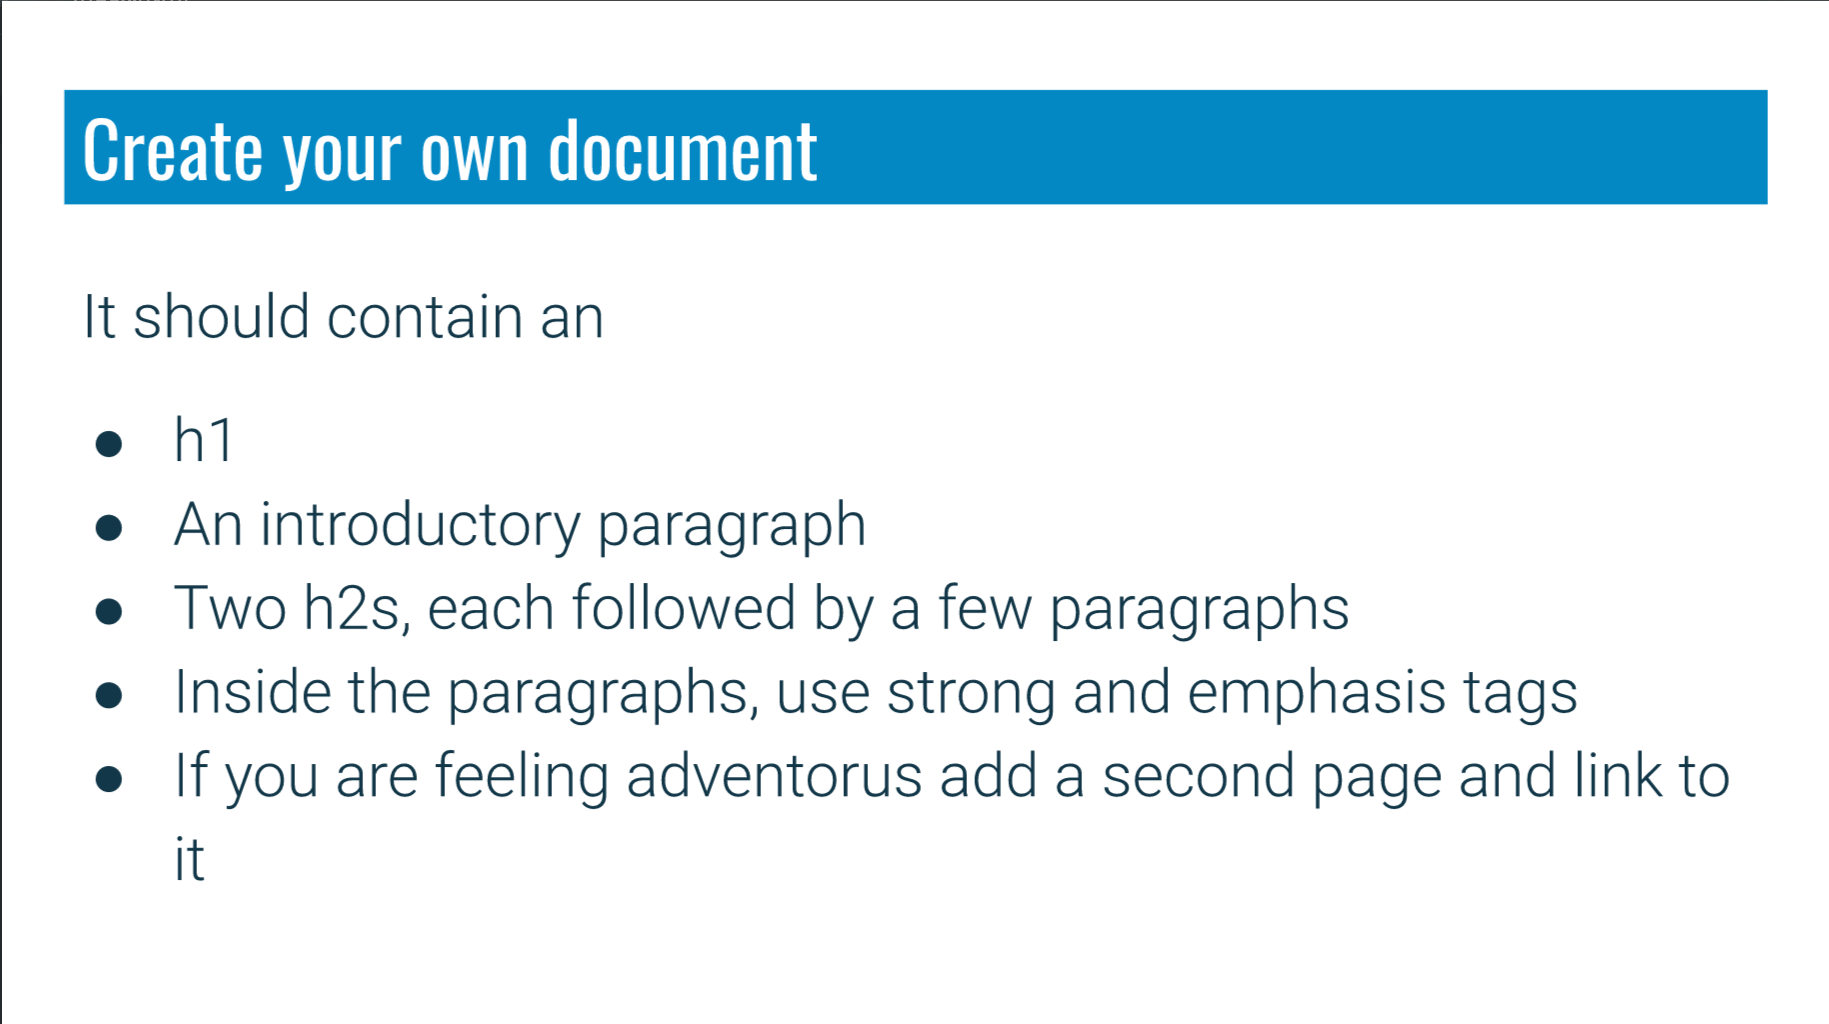 Create your own document
It should contain an
● h1
● An introductory paragraph
● Two h2s, each followed by a few paragraphs
● Inside the paragraphs, use strong and emphasis tags
● If you are feeling adventorus add a second page and link to
it